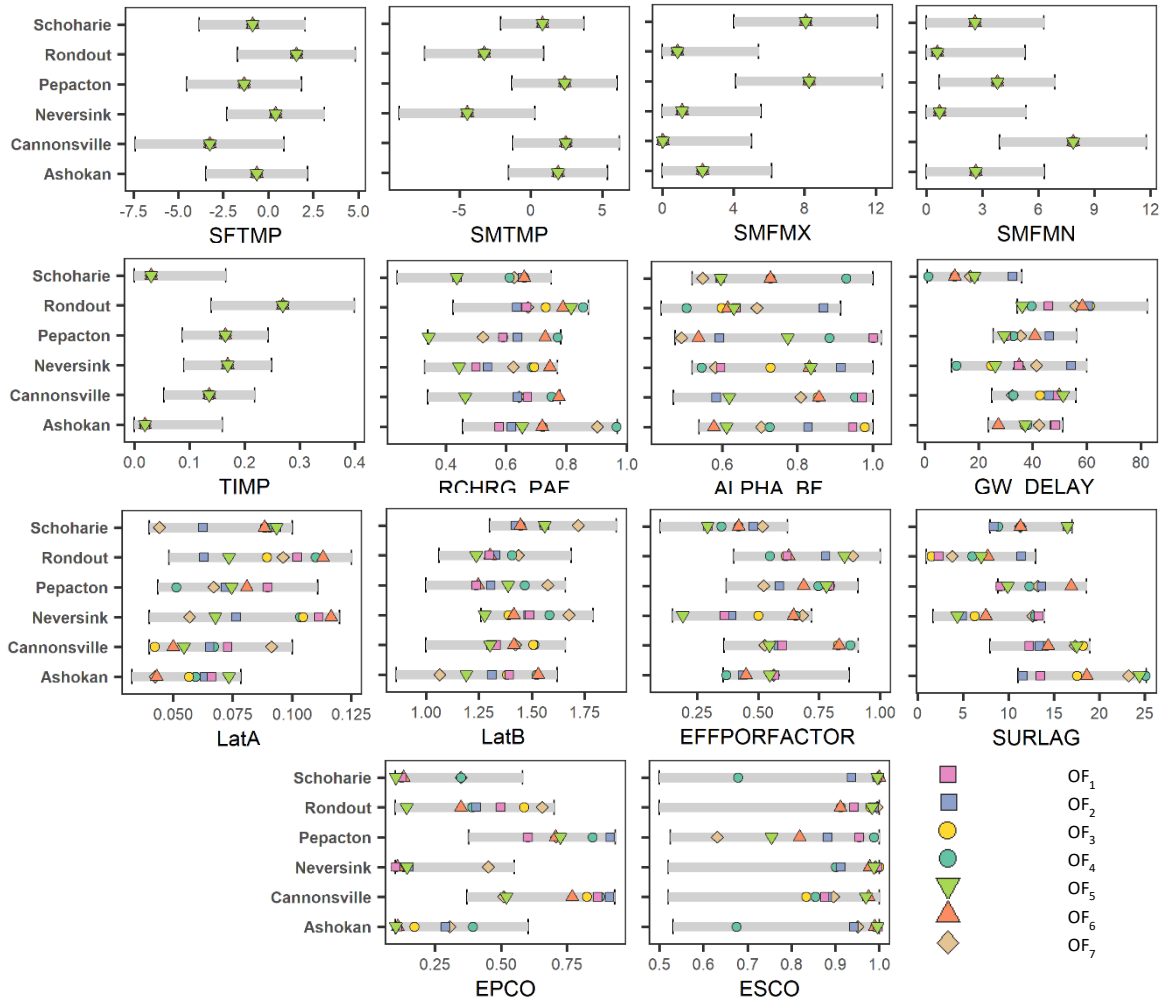 Schoharie
Rondout
Pepacton
Neversink
Cannonsville
Ashokan
-7.5 -5.0 -2.5 0.0 2.5 5.0
SFTMP
-5 0 5
SMTMP
0 4 8 12
SMFMX
0 3 6 9 12
SMFMN
Schoharie
Rondout
Pepacton
Neversink
Cannonsville
Ashokan
0.0 0.1 0.2 0.3 0.4
TIMP
0.4 0.6 0.8 1.0
RCHRG PAF
0.6 0.8 1.0
ALPHA BF
0 20 40 60 80
GW DELAY
Schoharie
Rondout
Pepacton
Neversink
Cannonsville
Ashokan
0.050 0.075 0.100 0.125
LatA
1.00 1.25 1.50 1.75
LatB
0.25 0.50 0.75 1.00
EFFPORFACTOR
0 5 10 15 20 25
SURLAG
Schoharie
Rondout
Pepacton
Neversink
Cannonsville
Ashokan
0.25 0.50 0.75
EPCO
0.5 0.6 0.7 0.8 0.9 1.0
ESCO
OF₁
OF₂
OF₃
OF₄
OF₅
OF₆
OF₇